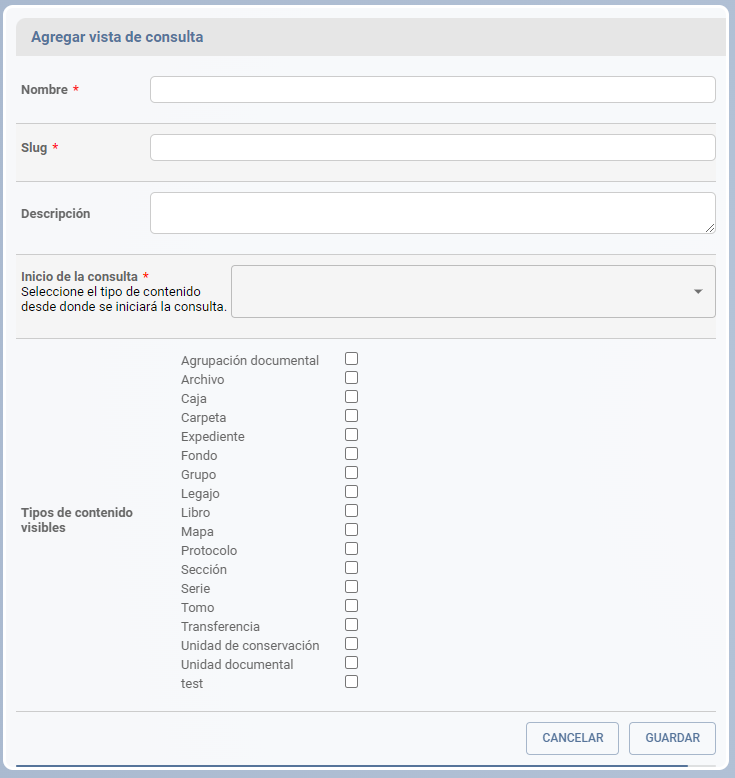 Agregar vista de consulta
Nombre *
Slug *
Descripción
Inicio de la consulta *
Seleccione el tipo de contenido
desde donde se iniciará la consulta.
Tipos de contenido
visibles
Agrupación documental
Archivo
Caja
Carpeta
Expediente
Fondo
Grupo
Legajo
Libro
Mapa
Protocolo
Sección
Serie
Tomo
Transferencia
Unidad de conservación
Unidad documental
test
CANCELAR
GUARDAR